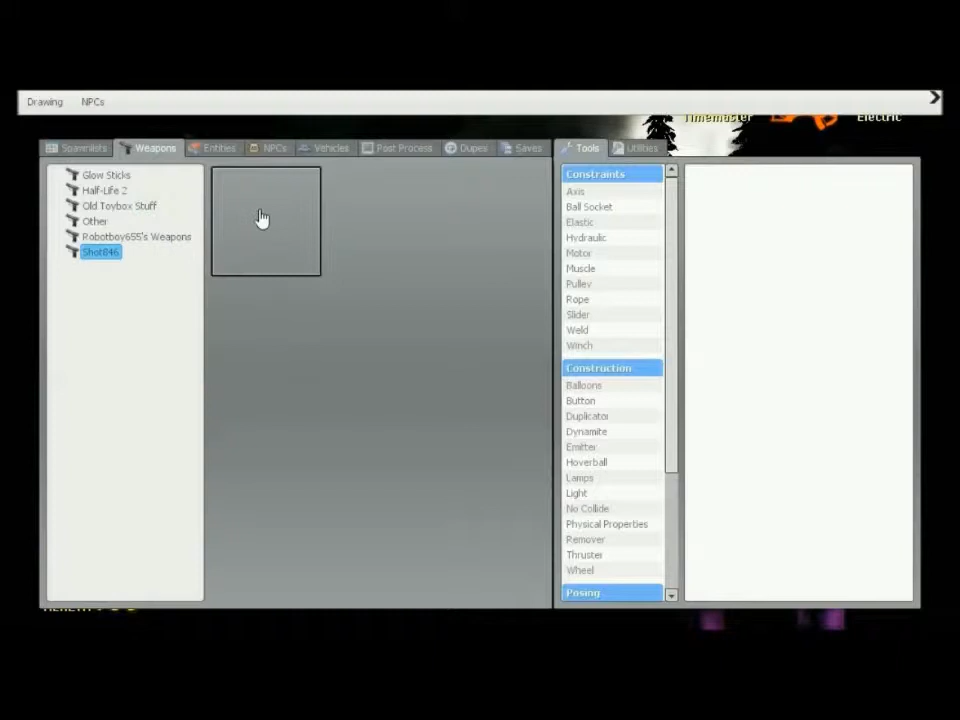 Drawing NPCs
Timemaster Electric
Spawnlists Weapons Entities NPCs Vehicles Post Process Dupes Saves Tools Utilities
Glow Sticks
Half-Life 2
Old Toybox Stuff
Other
Robotboy655's Weapons
Shot846
Constraints
Axis
Ball Socket
Elastic
Hydraulic
Motor
Muscle
Pulley
Rope
Slider
Weld
Winch
Construction
Balloons
Button
Duplicator
Dynamite
Emitter
Hoverball
Lamps
Light
No Collide
Physical Properties
Remover
Thruster
Wheel
Posing